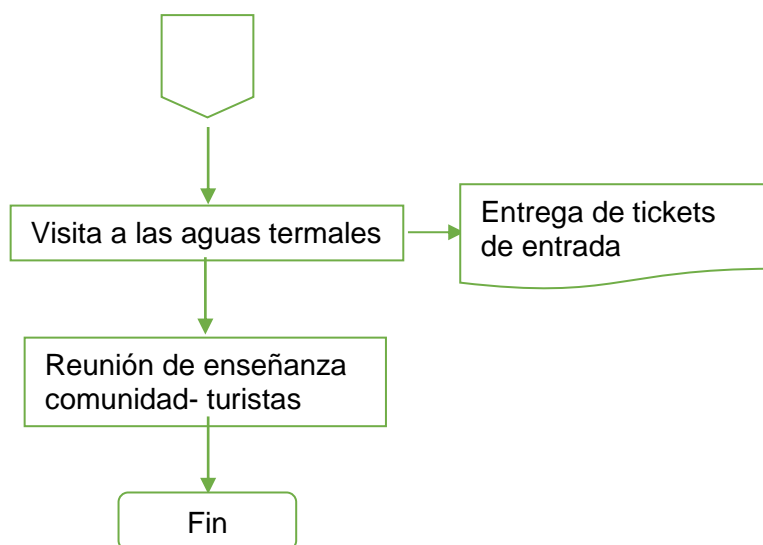 Visita a las aguas termales
Entrega de tickets
de entrada
Reunión de enseñanza
comunidad- turistas
Fin